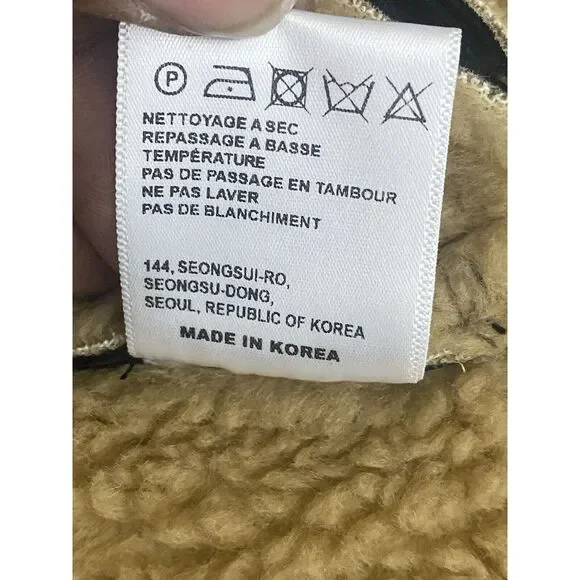 P
NETTOYAGE A SEC
REPASSAGE A BASSE
TEMPÉRATURE
PAS DE PASSAGE EN TAMBOUR
NE PAS LAVER
PAS DE BLANCHIMENT
144, SEONGSUI-RO,
SEONGSU-DONG,
SEOUL, REPUBLIC OF KOREA
MADE IN KOREA